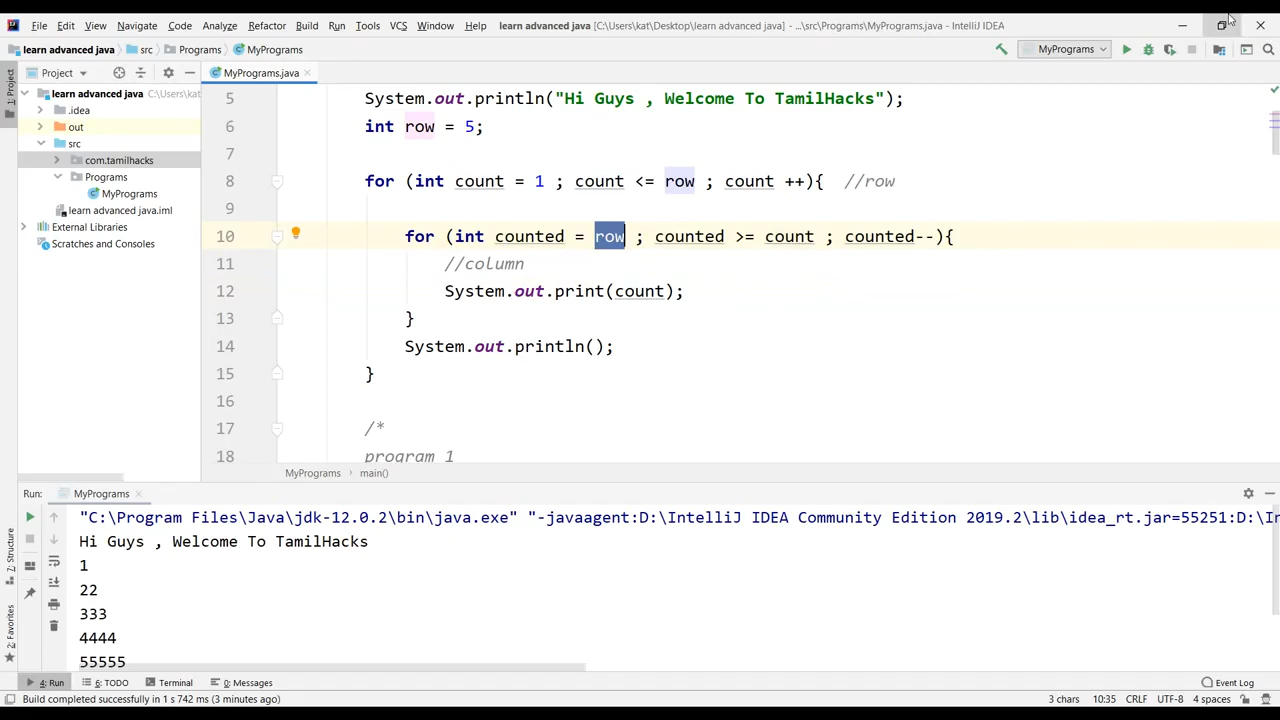 File Edit View Navigate Code Analyze Refactor Build Run Tools VCS Window Help learn advanced java [C:\Users\kat\Desktop\learn advanced java] - ...\src\Programs\MyPrograms.java - IntelliJ IDEA
learn advanced java src Programs MyPrograms MyPrograms
1: Project
Project
MyPrograms.java
learn advanced java C:\Users\kat
.idea
out
src
com.tamilhacks
Programs
MyPrograms
learn advanced java.iml
External Libraries
Scratches and Consoles
5 System.out.println("Hi Guys , Welcome To TamilHacks");
6 int row = 5;
7
8 for (int count = 1 ; count <= row ; count ++){ //row
9
10 for (int counted = row ; counted >= count ; counted--){
11 //column
12 System.out.print(count);
13 }
14 System.out.println();
15 }
16
17 /*
18 program 1
MyPrograms main()
Run: MyPrograms
"C:\Program Files\Java\jdk-12.0.2\bin\java.exe" "-javaagent:D:\IntelliJ IDEA Community Edition 2019.2\lib\idea_rt.jar=55251:D:\In
Hi Guys , Welcome To TamilHacks
1
22
333
4444
55555
7: Structure
2: Favorites
4: Run 6: TODO Terminal 0: Messages Event Log
Build completed successfully in 1 s 742 ms (3 minutes ago) 3 chars 10:35 CRLF UTF-8 4 spaces